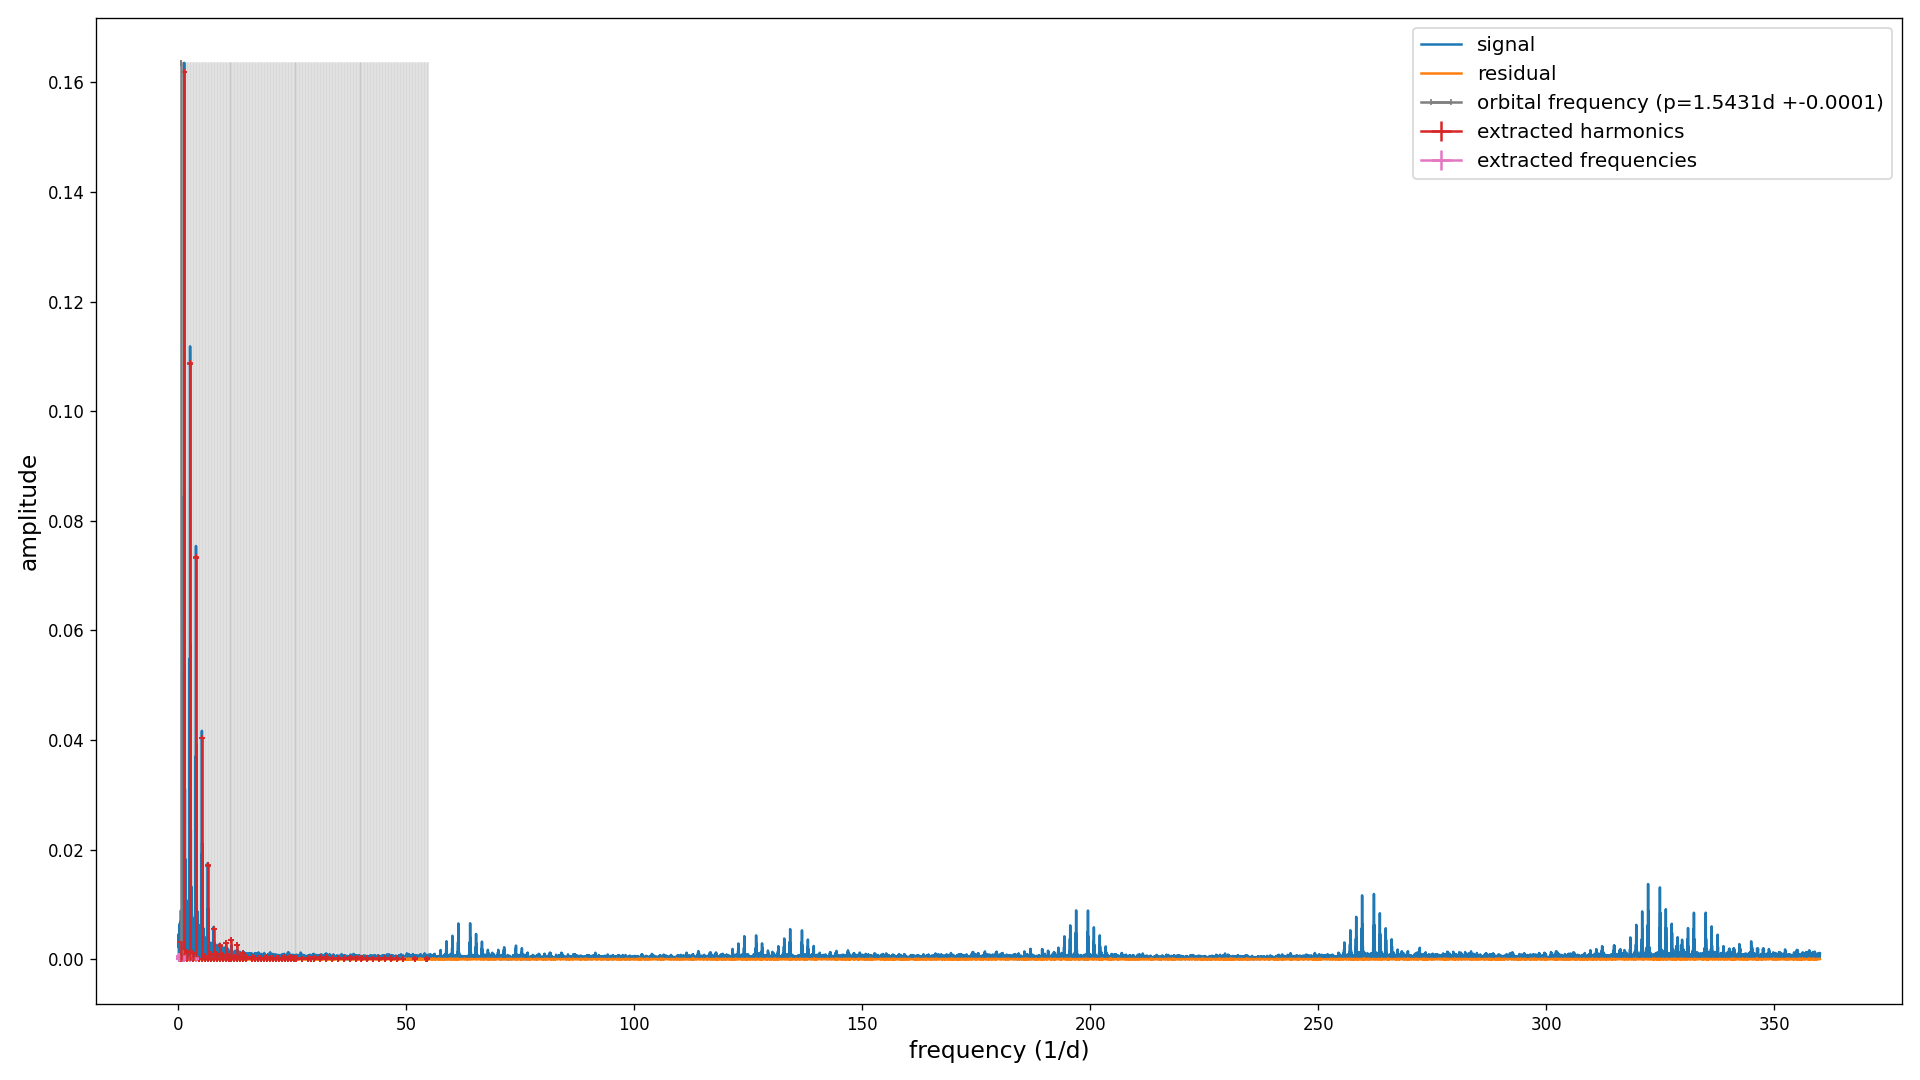 signal
residual
orbital frequency (p=1.5431d +-0.0001)
extracted harmonics
extracted frequencies
0.16
0.14
0.12
0.10
0.08
0.06
0.04
0.02
0.00
amplitude
0 50 100 150 200 250 300 350
frequency (1/d)